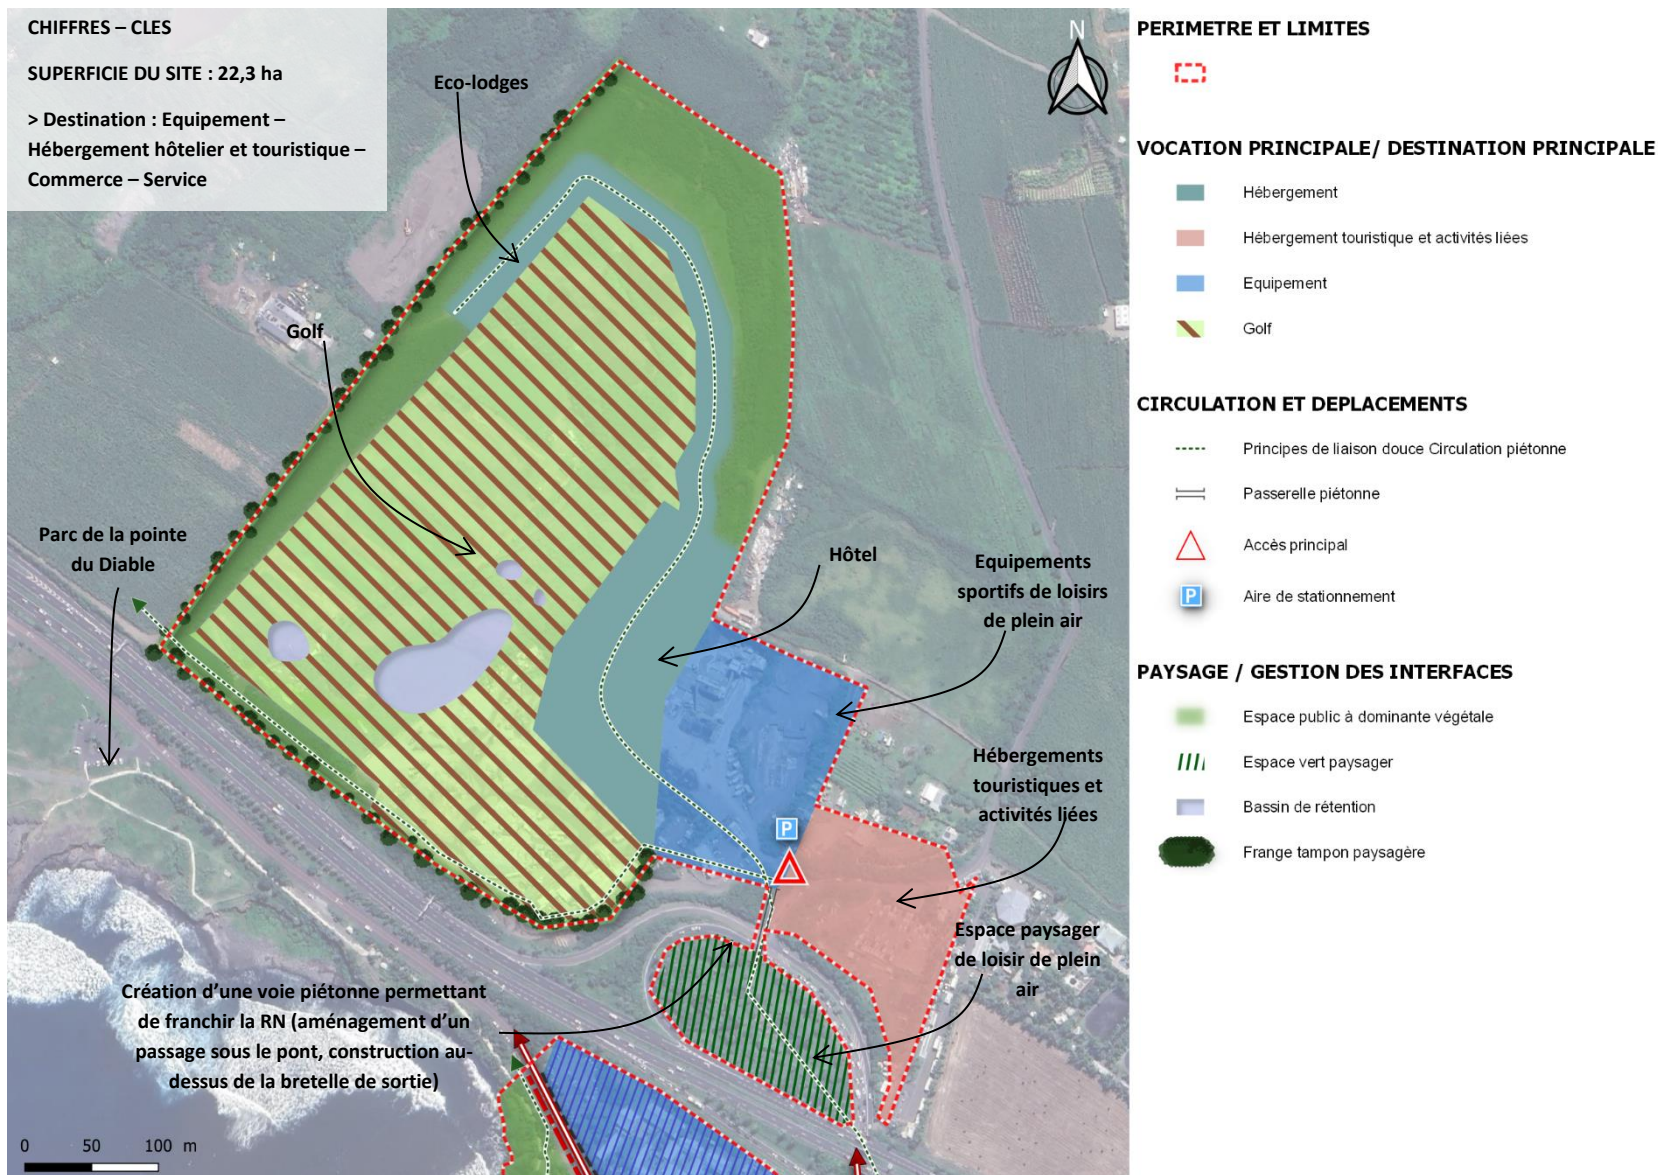 CHIFFRES – CLES
SUPERFICIE DU SITE : 22,3 ha
> Destination : Equipement –
Hébergement hôtelier et touristique –
Commerce – Service
Eco-lodges
N
Golf
Parc de la pointe
du Diable
Hôtel
Equipements
sportifs de loisirs
de plein air
Hébergements
touristiques et
activités liées
P
Espace paysager
de loisir de plein
air
Création d'une voie piétonne permettant
de franchir la RN (aménagement d'un
passage sous le pont, construction au-
dessus de la bretelle de sortie)
0 50 100 m
PERIMETRE ET LIMITES
VOCATION PRINCIPALE/ DESTINATION PRINCIPALE
Hébergement
Hébergement touristique et activités liées
Equipement
Golf
CIRCULATION ET DEPLACEMENTS
Principes de liaison douce Circulation piétonne
Passerelle piétonne
Accès principal
P Aire de stationnement
PAYSAGE / GESTION DES INTERFACES
Espace public à dominante végétale
Espace vert paysager
Bassin de rétention
Frange tampon paysagère